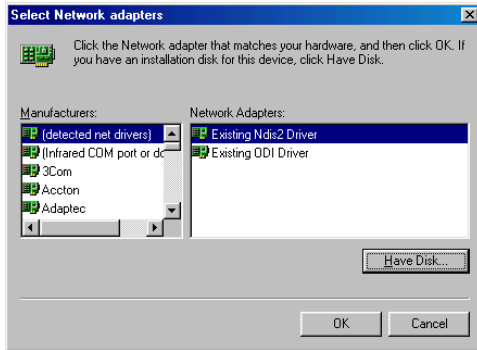 Select Network adapters
Click the Network adapter that matches your hardware, and then click OK. If
you have an installation disk for this device, click Have Disk.
Manufacturers:
(detected net drivers)
(Infrared COM port or dc
3Com
Accton
Adaptec
Network Adapters:
Existing Ndis2 Driver
Existing ODI Driver
Have Disk...
OK
Cancel